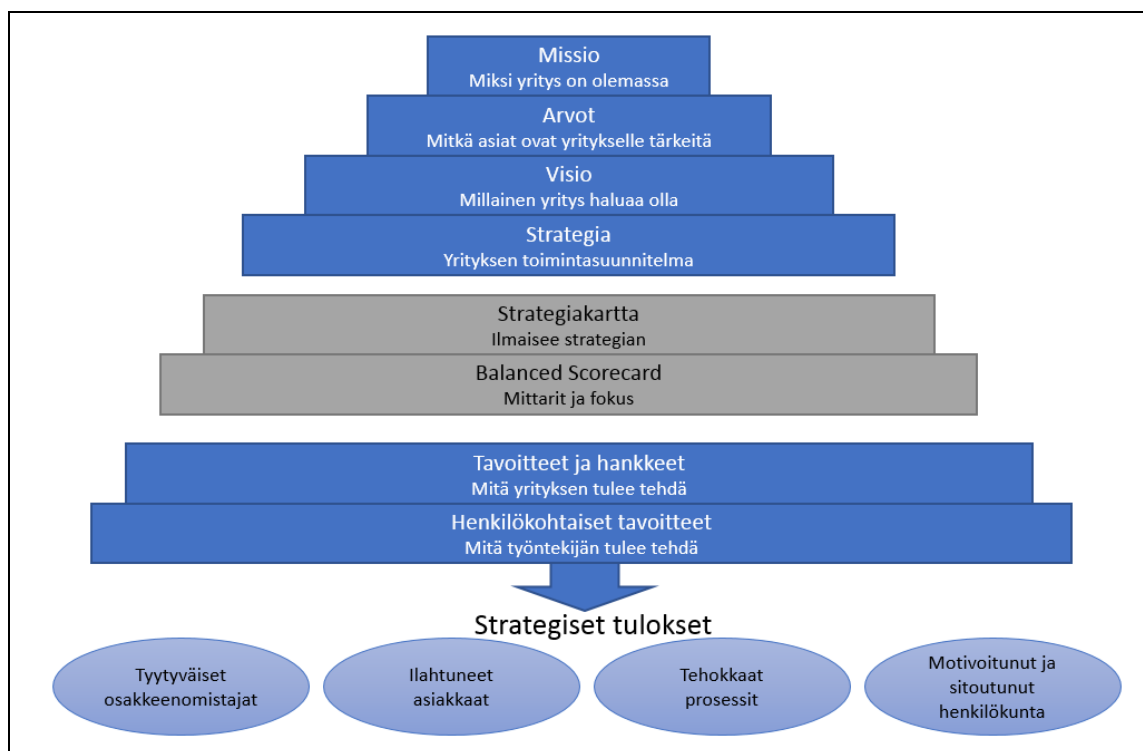 Missio
Miksi yritys on olemassa
Arvot
Mitkä asiat ovat yritykselle tärkeitä
Visio
Millainen yritys haluaa olla
Strategia
Yrityksen toimintasuunnitelma
Strategiakartta
Ilmaisee strategian
Balanced Scorecard
Mittarit ja fokus
Tavoitteet ja hankkeet
Mitä yrityksen tulee tehdä
Henkilökohtaiset tavoitteet
Mitä työntekijän tulee tehdä
Strategiset tulokset
Tyytyväiset
osakkeenomistajat
Ilahtuneet
asiakkaat
Tehokkaat
prosessit
Motivoitunut ja
sitoutunut
henkilökunta